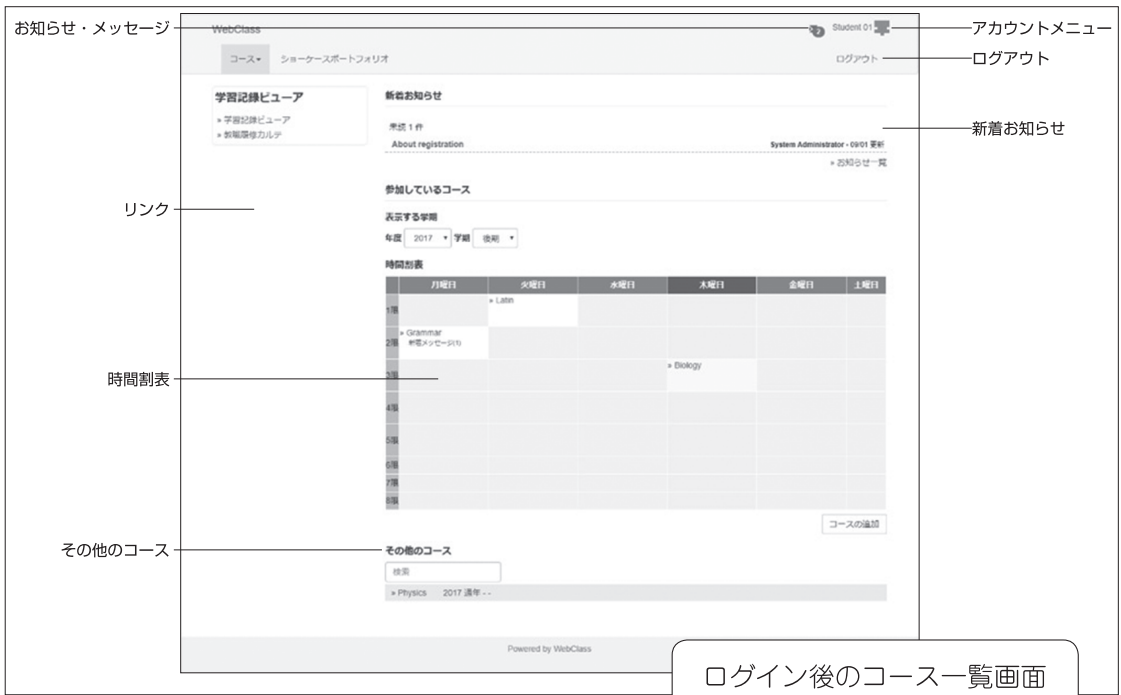 お知らせ・メッセージ
WebClass
Student 01
アカウントメニュー
コース
ショーケースポートフォリオ
ログアウト
ログアウト
学習記録ビューア
» 学習記録ビューア
» 教職履修カルテ
新着お知らせ
未読 1 件
新着お知らせ
About registration
System Administrator - 09/01 更新
» お知らせ一覧
参加しているコース
リンク
表示する学期
年度 2017 学期 後期
時間割表
月曜日 火曜日 水曜日 木曜日 金曜日 土曜日
1限
» Latin
2限
» Grammar
新着メッセージ(1)
3限
» Biology
時間割表
4限
5限
6限
7限
8限
コースの追加
その他のコース
その他のコース
検索
» Physics 2017 通年 - -
Powered by WebClass
ログイン後のコース一覧画面